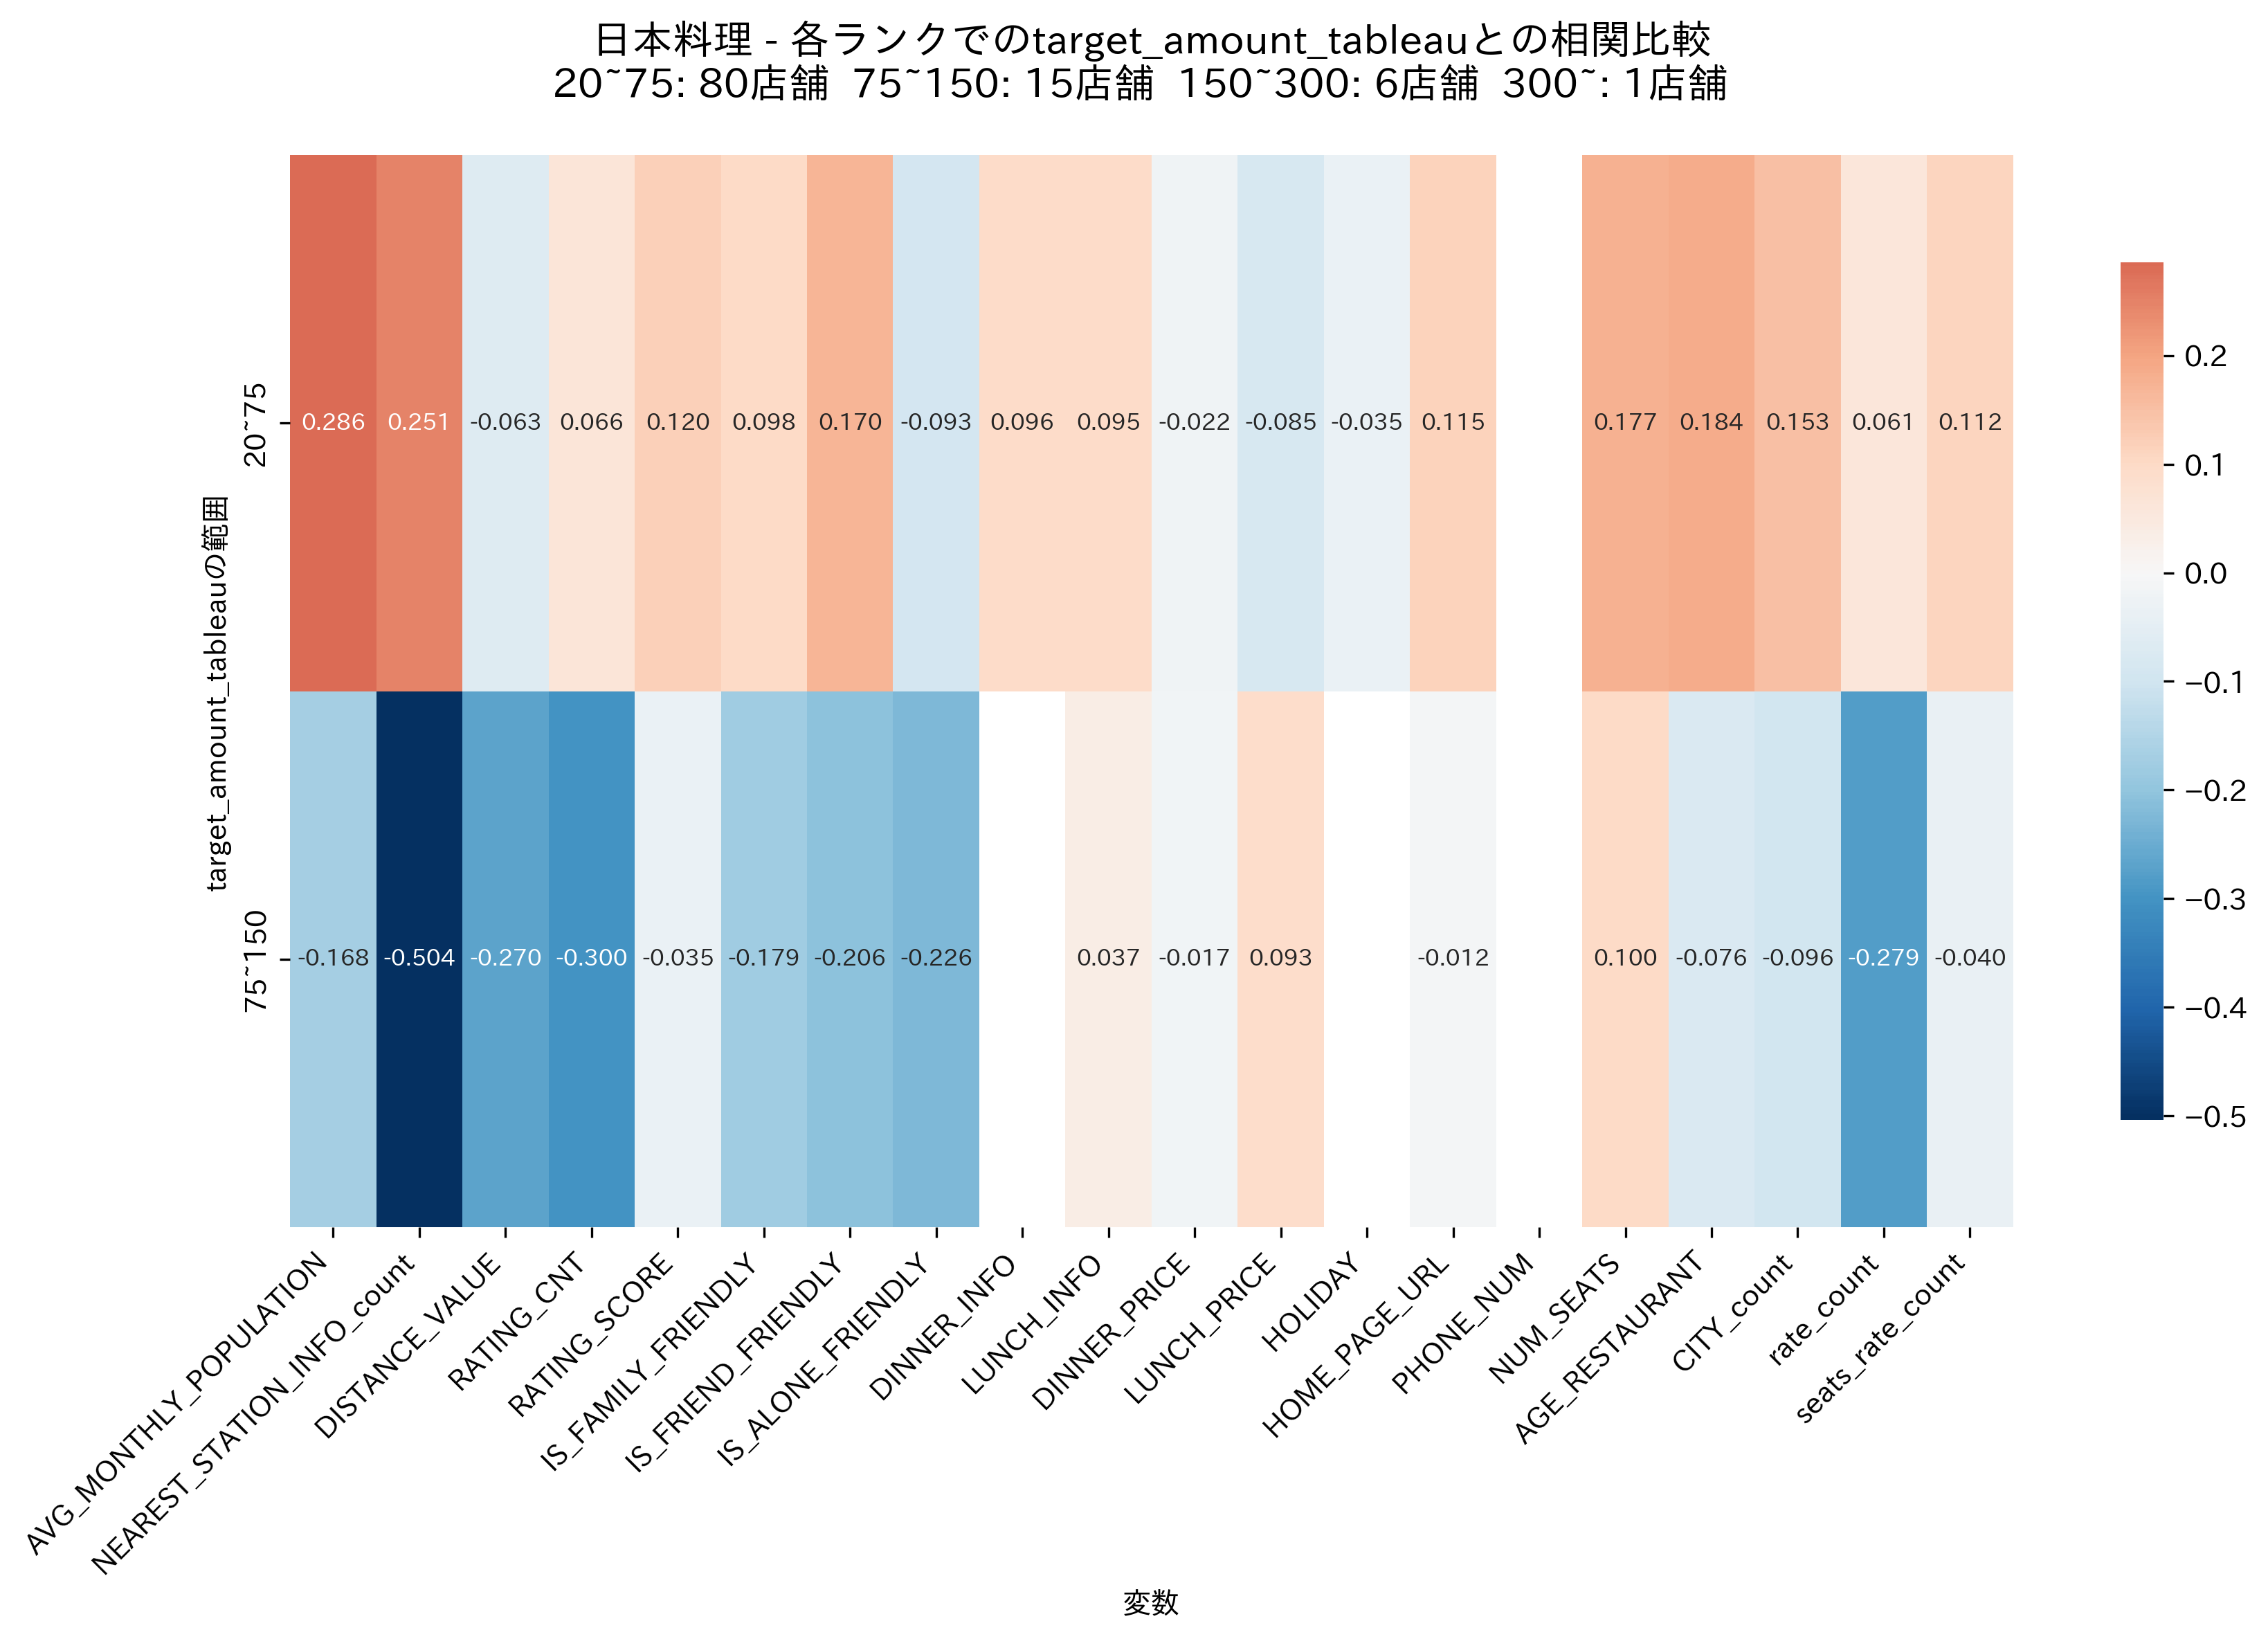 日本料理 - 各ランクでのtarget_amount_tableauとの相関比較
20~75: 80店舗  75~150: 15店舗  150~300: 6店舗  300~: 1店舗
target_amount_tableauの範囲
20~75
0.286 0.251 -0.063 0.066 0.120 0.098 0.170 -0.093 0.096 0.095 -0.022 -0.085 -0.035 0.115 0.177 0.184 0.153 0.061 0.112
75~150
-0.168 -0.504 -0.270 -0.300 -0.035 -0.179 -0.206 -0.226 0.037 -0.017 0.093 -0.012 0.100 -0.076 -0.096 -0.279 -0.040
AVG_MONTHLY_POPULATION
NEAREST_STATION_INFO_count
DISTANCE_VALUE
RATING_CNT
RATING_SCORE
IS_FAMILY_FRIENDLY
IS_FRIEND_FRIENDLY
IS_ALONE_FRIENDLY
DINNER_INFO
LUNCH_INFO
DINNER_PRICE
LUNCH_PRICE
HOLIDAY
HOME_PAGE_URL
PHONE_NUM
NUM_SEATS
AGE_RESTAURANT
CITY_count
rate_count
seats_rate_count
変数
0.2
0.1
0.0
−0.1
−0.2
−0.3
−0.4
−0.5